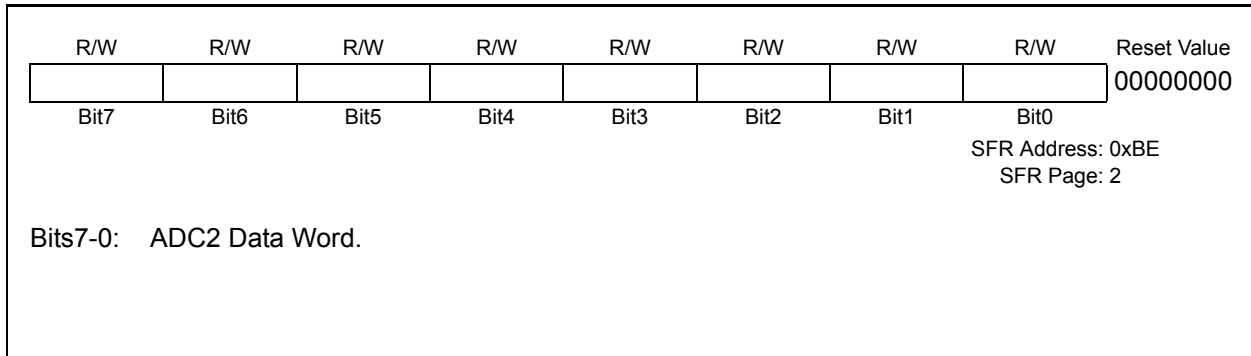 R/W R/W R/W R/W R/W R/W R/W R/W Reset Value
00000000
Bit7 Bit6 Bit5 Bit4 Bit3 Bit2 Bit1 Bit0
SFR Address: 0xBE
SFR Page: 2
Bits7-0: ADC2 Data Word.